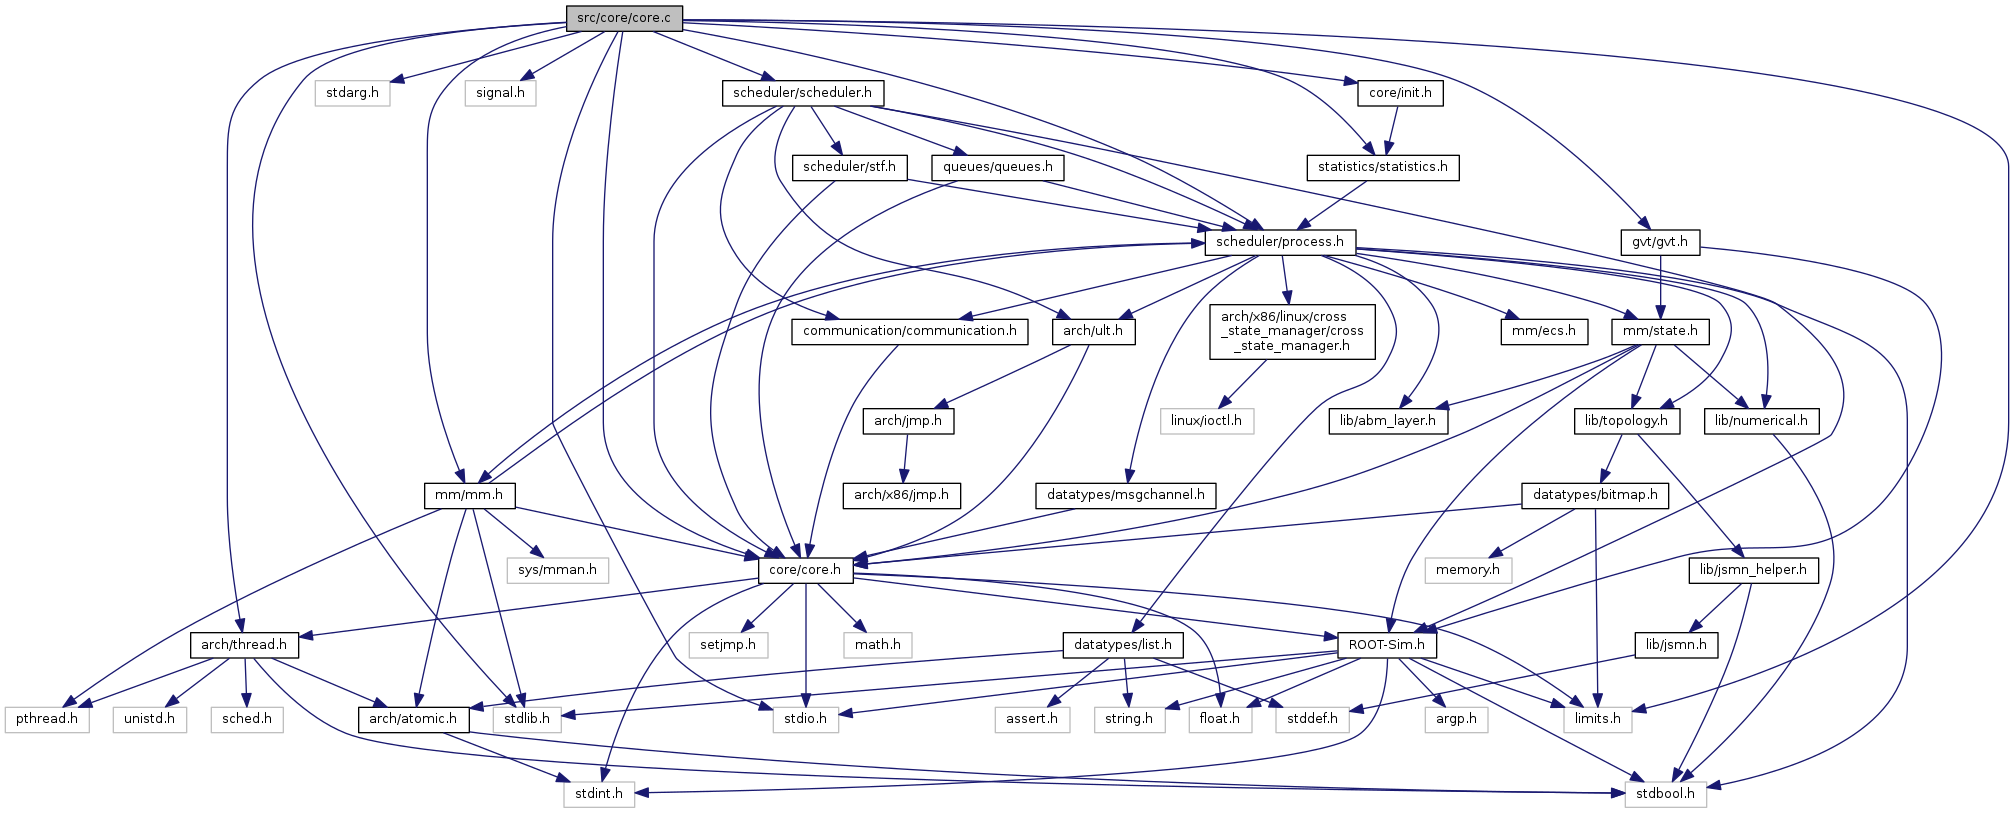 src/core/core.c
stdarg.h
signal.h
scheduler/scheduler.h
core/init.h
scheduler/stf.h
queues/queues.h
statistics/statistics.h
scheduler/process.h
gvt/gvt.h
communication/communication.h
arch/ult.h
arch/x86/linux/cross
_state_manager/cross
_state_manager.h
mm/ecs.h
mm/state.h
arch/jmp.h
linux/ioctl.h
lib/abm_layer.h
lib/topology.h
lib/numerical.h
mm/mm.h
arch/x86/jmp.h
datatypes/msgchannel.h
datatypes/bitmap.h
sys/mman.h
core/core.h
memory.h
lib/jsmn_helper.h
arch/thread.h
setjmp.h
math.h
datatypes/list.h
ROOT-Sim.h
lib/jsmn.h
pthread.h
unistd.h
sched.h
arch/atomic.h
stdlib.h
stdio.h
assert.h
string.h
float.h
stddef.h
argp.h
limits.h
stdint.h
stdbool.h